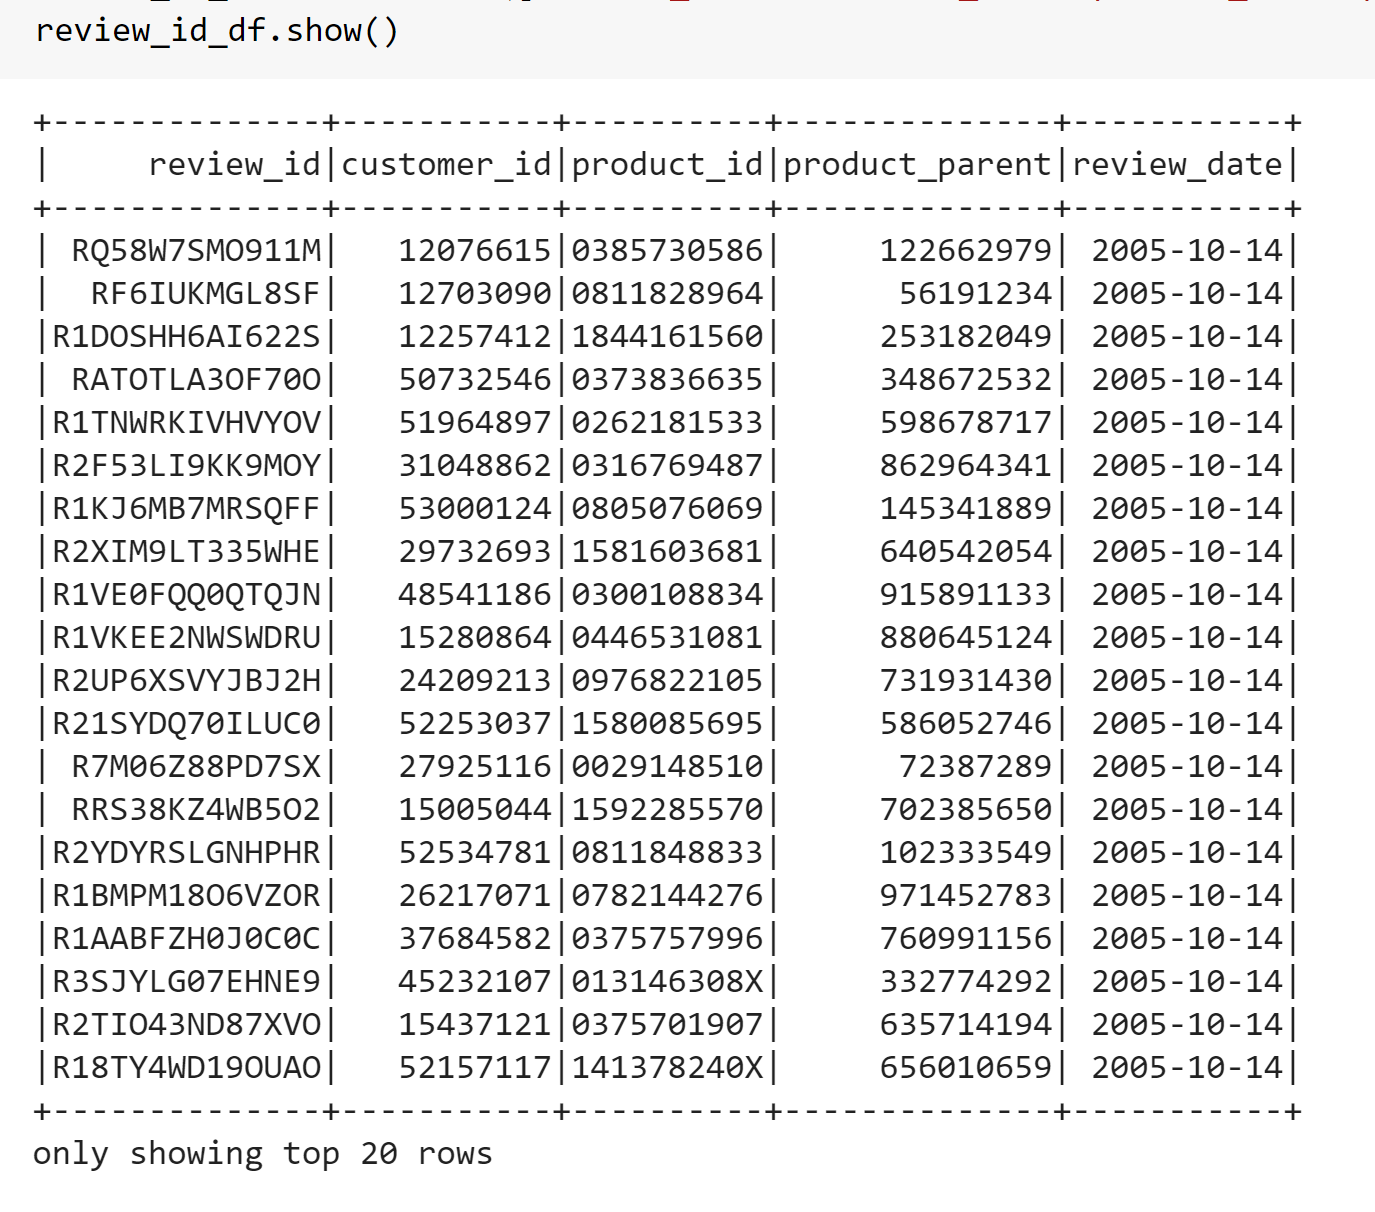 review_id_df.show()
+--------------+-----------+----------+--------------+-----------+
|     review_id|customer_id|product_id|product_parent|review_date|
+--------------+-----------+----------+--------------+-----------+
| RQ58W7SMO911M|   12076615|0385730586|     122662979| 2005-10-14|
|  RF6IUKMGL8SF|   12703090|0811828964|      56191234| 2005-10-14|
|R1DOSHH6AI622S|   12257412|1844161560|     253182049| 2005-10-14|
| RATOTLA3OF70O|   50732546|0373836635|     348672532| 2005-10-14|
|R1TNWRKIVHVYOV|   51964897|0262181533|     598678717| 2005-10-14|
|R2F53LI9KK9MOY|   31048862|0316769487|     862964341| 2005-10-14|
|R1KJ6MB7MRSQFF|   53000124|0805076069|     145341889| 2005-10-14|
|R2XIM9LT335WHE|   29732693|1581603681|     640542054| 2005-10-14|
|R1VE0FQQ0QTQJN|   48541186|0300108834|     915891133| 2005-10-14|
|R1VKEE2NWSWDRU|   15280864|0446531081|     880645124| 2005-10-14|
|R2UP6XSVYJBJ2H|   24209213|0976822105|     731931430| 2005-10-14|
|R21SYDQ70ILUC0|   52253037|1580085695|     586052746| 2005-10-14|
| R7M06Z88PD7SX|   27925116|0029148510|      72387289| 2005-10-14|
| RRS38KZ4WB5O2|   15005044|1592285570|     702385650| 2005-10-14|
|R2YDYRSLGNHPHR|   52534781|0811848833|     102333549| 2005-10-14|
|R1BMPM18O6VZOR|   26217071|0782144276|     971452783| 2005-10-14|
|R1AABFZH0J0C0C|   37684582|0375757996|     760991156| 2005-10-14|
|R3SJYLG07EHNE9|   45232107|013146308X|     332774292| 2005-10-14|
|R2TIO43ND87XVO|   15437121|0375701907|     635714194| 2005-10-14|
|R18TY4WD19OUAO|   52157117|141378240X|     656010659| 2005-10-14|
+--------------+-----------+----------+--------------+-----------+
only showing top 20 rows